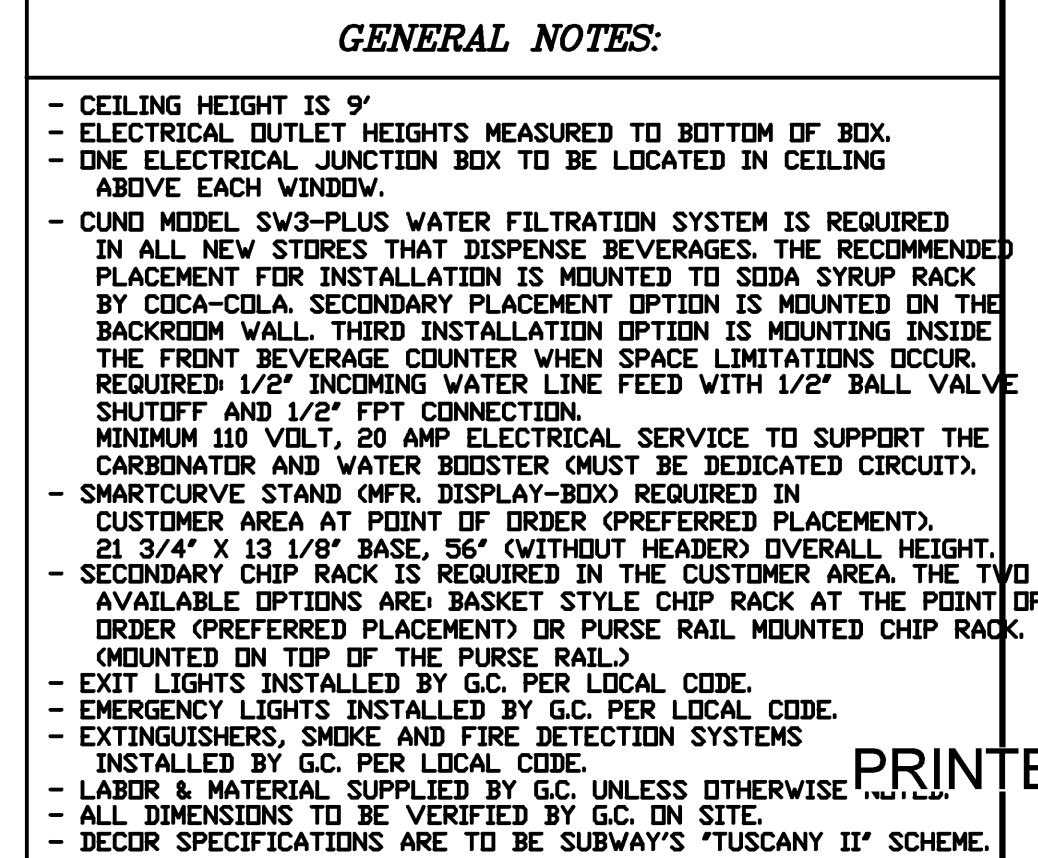 GENERAL NOTES:
- CEILING HEIGHT IS 9'
- ELECTRICAL OUTLET HEIGHTS MEASURED TO BOTTOM OF BOX.
- ONE ELECTRICAL JUNCTION BOX TO BE LOCATED IN CEILING
ABOVE EACH WINDOW.
- CUNO MODEL SW3-PLUS WATER FILTRATION SYSTEM IS REQUIRED
IN ALL NEW STORES THAT DISPENSE BEVERAGES. THE RECOMMENDED
PLACEMENT FOR INSTALLATION IS MOUNTED TO SODA SYRUP RACK
BY COCA-COLA. SECONDARY PLACEMENT OPTION IS MOUNTED ON THE
BACKROOM WALL. THIRD INSTALLATION OPTION IS MOUNTING INSIDE
THE FRONT BEVERAGE COUNTER WHEN SPACE LIMITATIONS OCCUR.
REQUIRED: 1/2" INCOMING WATER LINE FEED WITH 1/2" BALL VALVE
SHUTOFF AND 1/2" FPT CONNECTION.
MINIMUM 110 VOLT, 20 AMP ELECTRICAL SERVICE TO SUPPORT THE
CARBONATOR AND WATER BOOSTER (MUST BE DEDICATED CIRCUIT).
- SMARTCURVE STAND (MFR. DISPLAY-BOX) REQUIRED IN
CUSTOMER AREA AT POINT OF ORDER (PREFERRED PLACEMENT).
21 3/4" X 13 1/8" BASE, 56" (WITHOUT HEADER) OVERALL HEIGHT.
- SECONDARY CHIP RACK IS REQUIRED IN THE CUSTOMER AREA. THE TWO
AVAILABLE OPTIONS ARE: BASKET STYLE CHIP RACK AT THE POINT OF
ORDER (PREFERRED PLACEMENT) OR PURSE RAIL MOUNTED CHIP RACK.
(MOUNTED ON TOP OF THE PURSE RAIL.)
- EXIT LIGHTS INSTALLED BY G.C. PER LOCAL CODE.
- EMERGENCY LIGHTS INSTALLED BY G.C. PER LOCAL CODE.
- EXTINGUISHERS, SMOKE AND FIRE DETECTION SYSTEMS
INSTALLED BY G.C. PER LOCAL CODE.
PRINTE
- LABOR & MATERIAL SUPPLIED BY G.C. UNLESS OTHERWISE NOTED.
- ALL DIMENSIONS TO BE VERIFIED BY G.C. ON SITE.
- DECOR SPECIFICATIONS ARE TO BE SUBWAY'S "TUSCANY II" SCHEME.